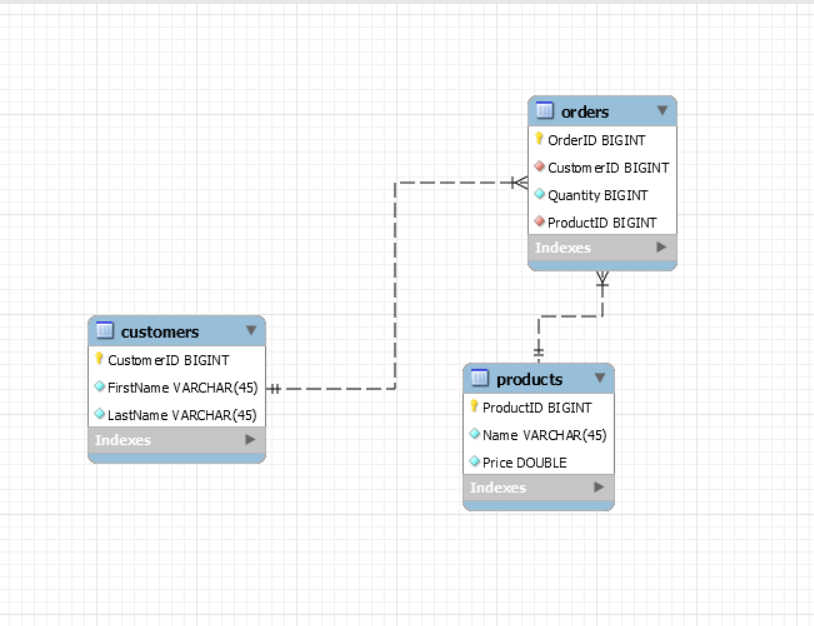 orders
OrderID BIGINT
CustomerID BIGINT
Quantity BIGINT
ProductID BIGINT
Indexes
customers
CustomerID BIGINT
FirstName VARCHAR(45)
LastName VARCHAR(45)
Indexes
products
ProductID BIGINT
Name VARCHAR(45)
Price DOUBLE
Indexes